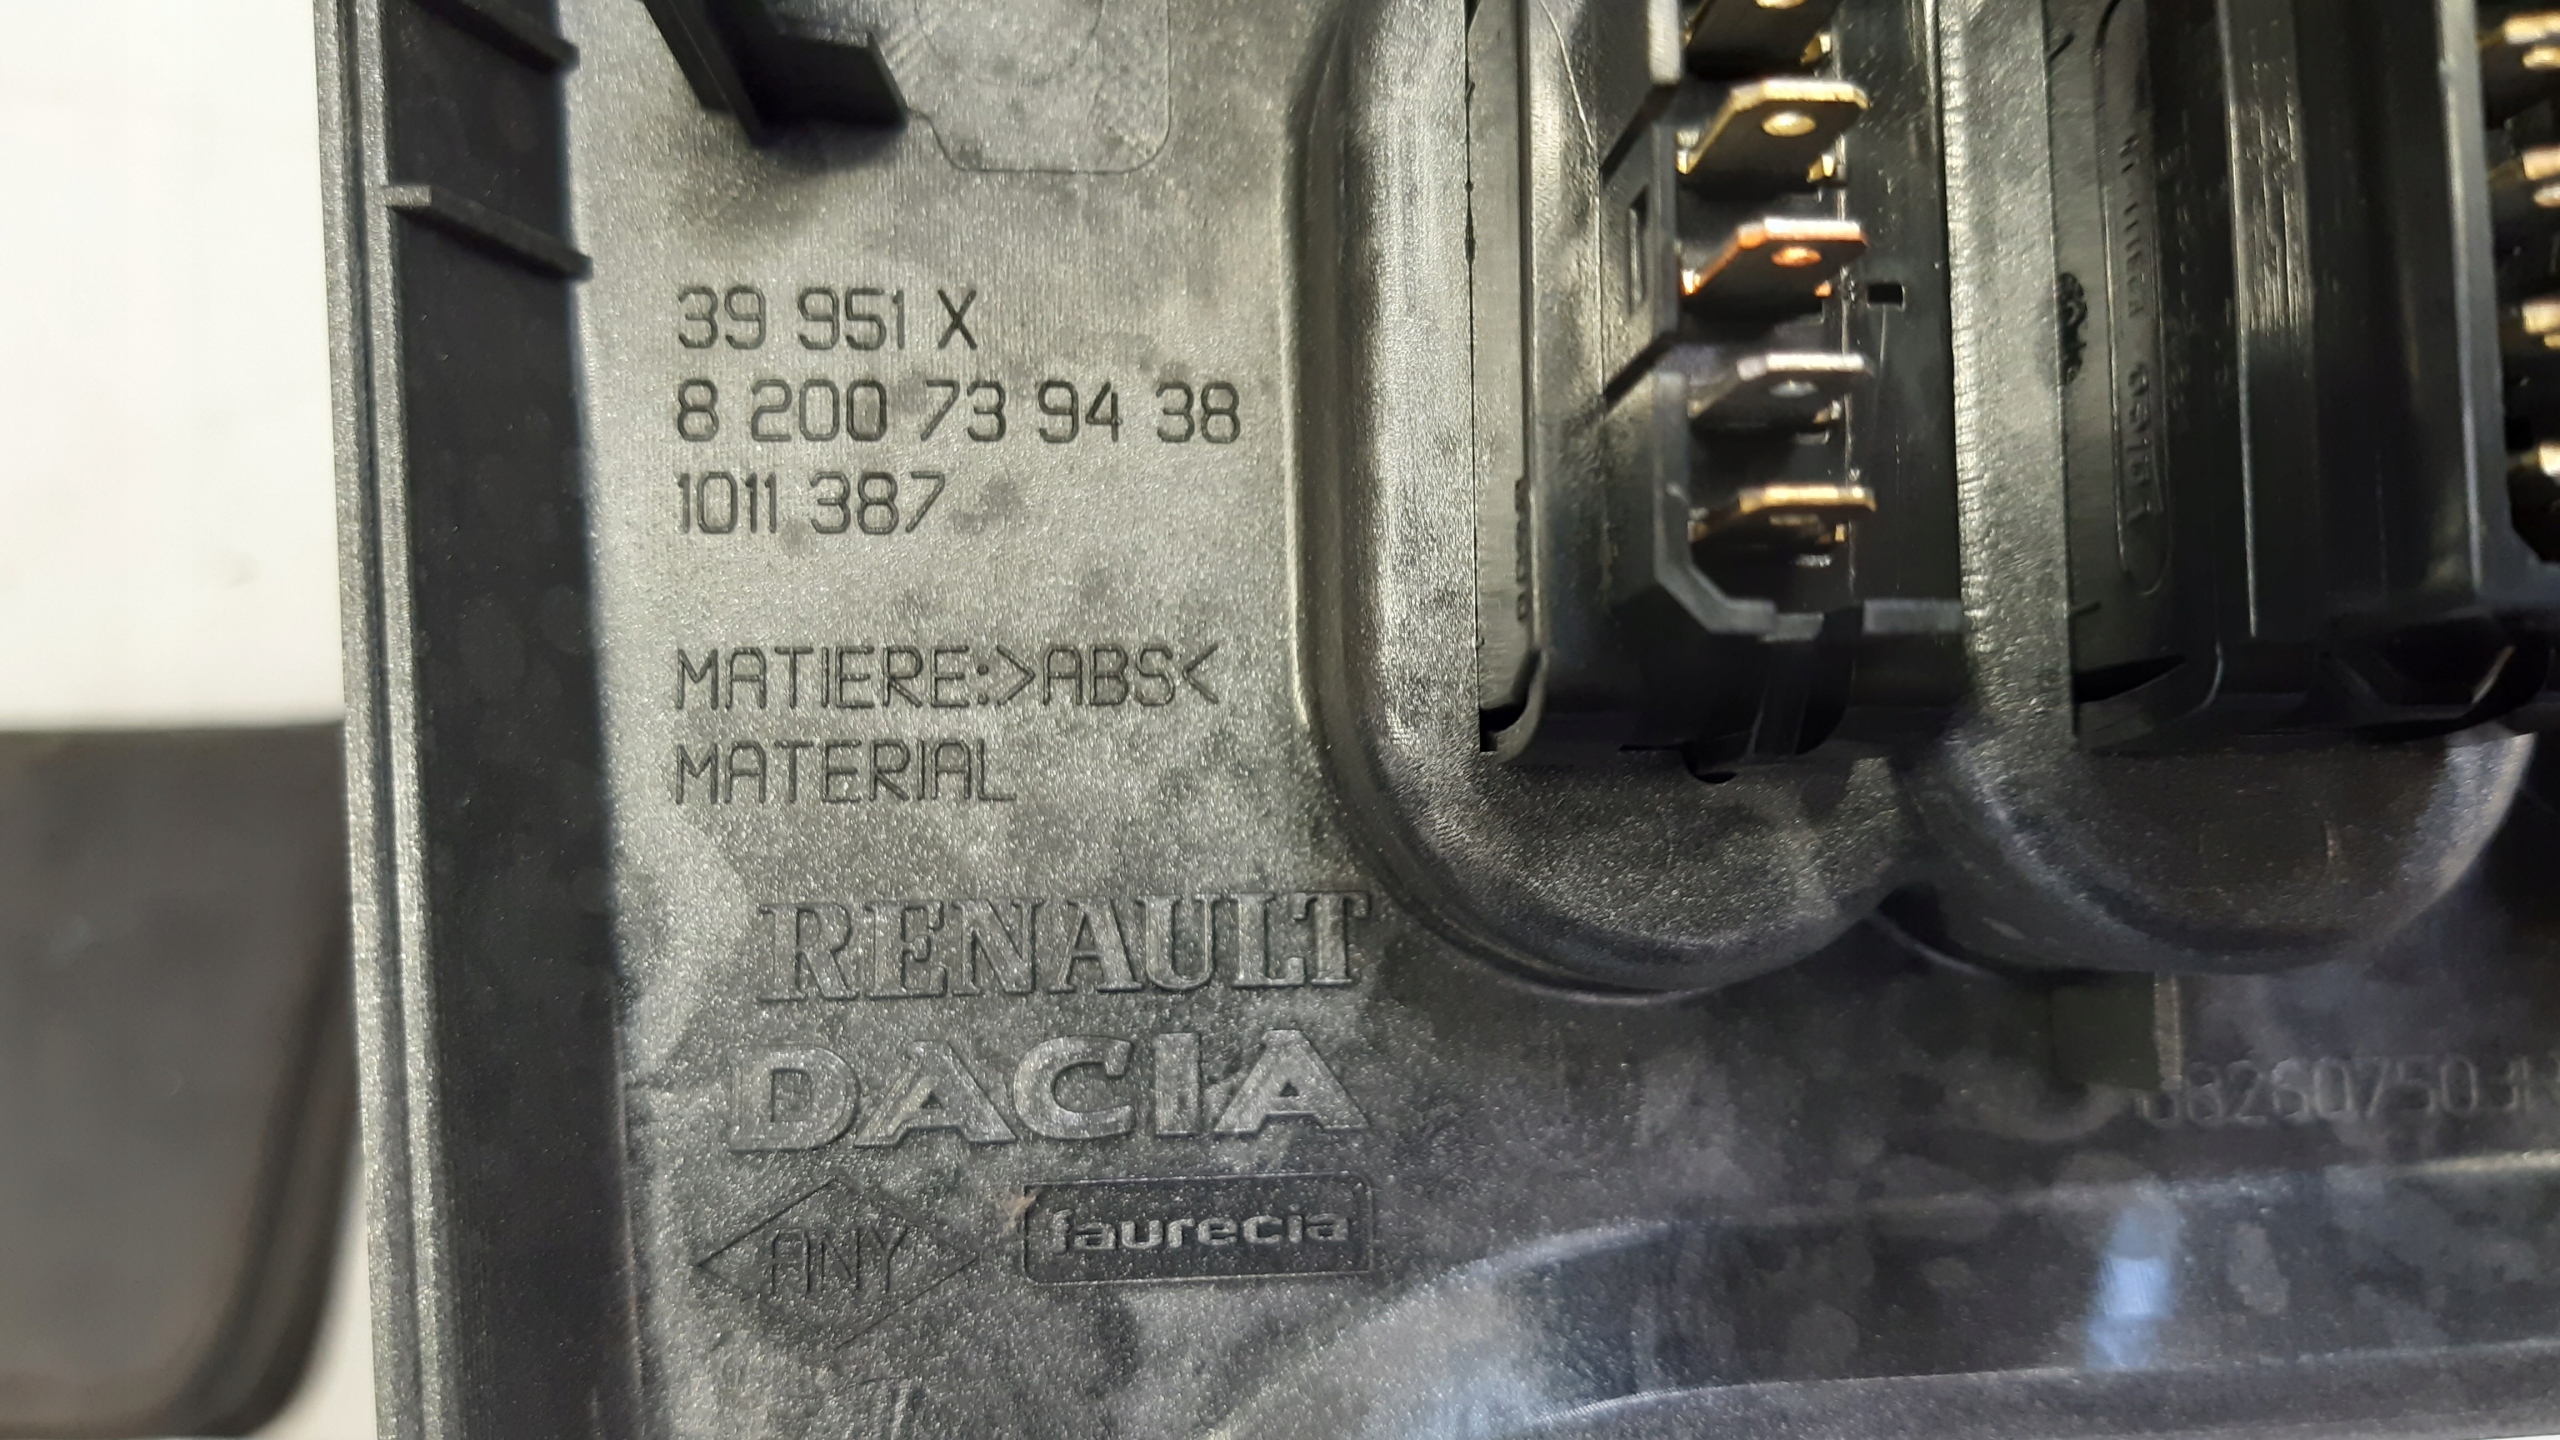 39 951 X
8 200 73 94 38
1011 387
MATIERE:>ABS<
MATERIAL
RENAULT
DACIA
ANY
faurecia